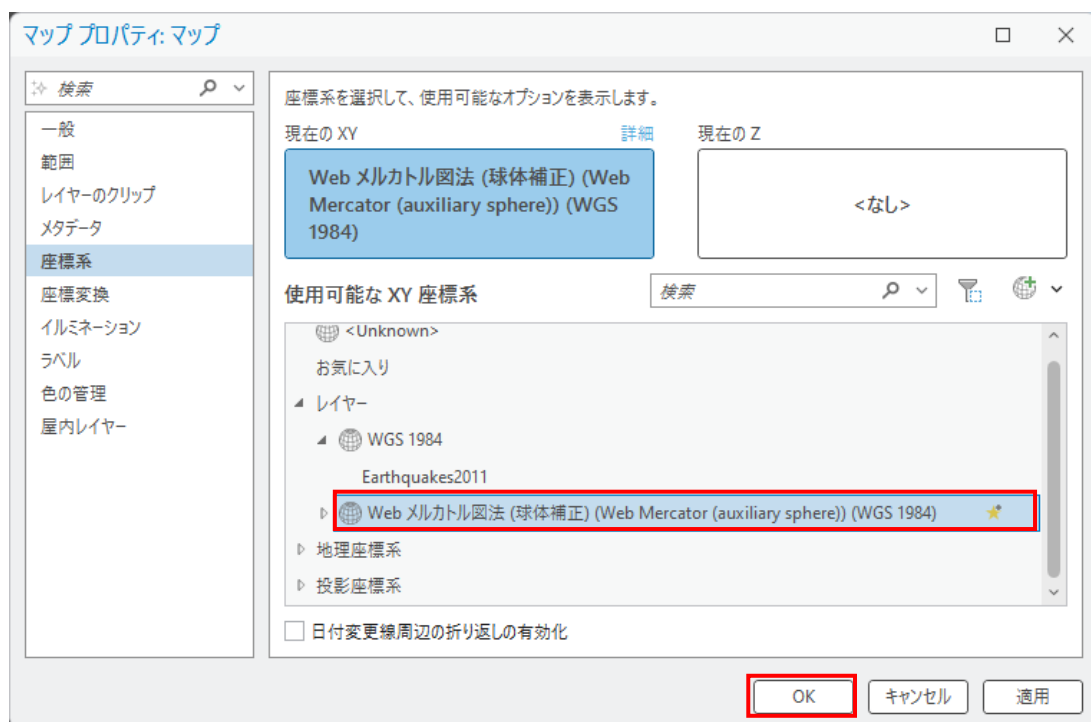 マップ プロパティ: マップ
検索
一般
範囲
レイヤーのクリップ
メタデータ
座標系
座標変換
イルミネーション
ラベル
色の管理
屋内レイヤー
座標系を選択して、使用可能なオプションを表示します。
現在の XY
詳細
現在の Z
Web メルカトル図法 (球体補正) (Web
Mercator (auxiliary sphere)) (WGS
1984)
<なし>
使用可能な XY 座標系
検索
<Unknown>
お気に入り
レイヤー
WGS 1984
Earthquakes2011
Web メルカトル図法 (球体補正) (Web Mercator (auxiliary sphere)) (WGS 1984)
地理座標系
投影座標系
日付変更線周辺の折り返しの有効化
OK
キャンセル
適用